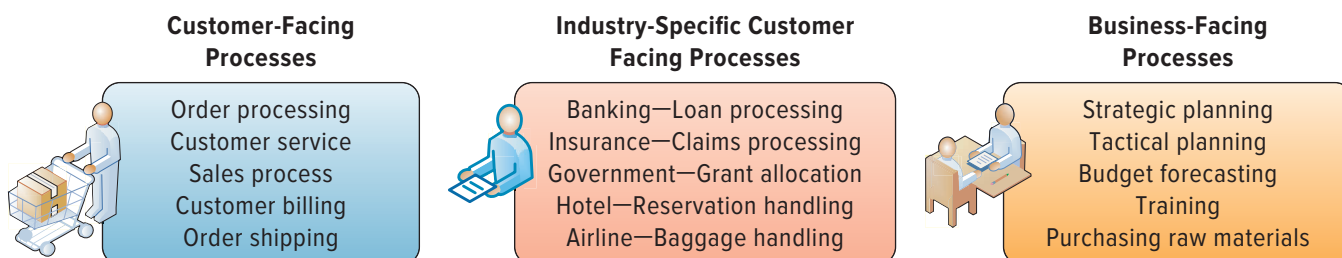 Customer-Facing
Processes
Order processing
Customer service
Sales process
Customer billing
Order shipping
Industry-Specific Customer
Facing Processes
Banking—Loan processing
Insurance—Claims processing
Government—Grant allocation
Hotel—Reservation handling
Airline—Baggage handling
Business-Facing
Processes
Strategic planning
Tactical planning
Budget forecasting
Training
Purchasing raw materials